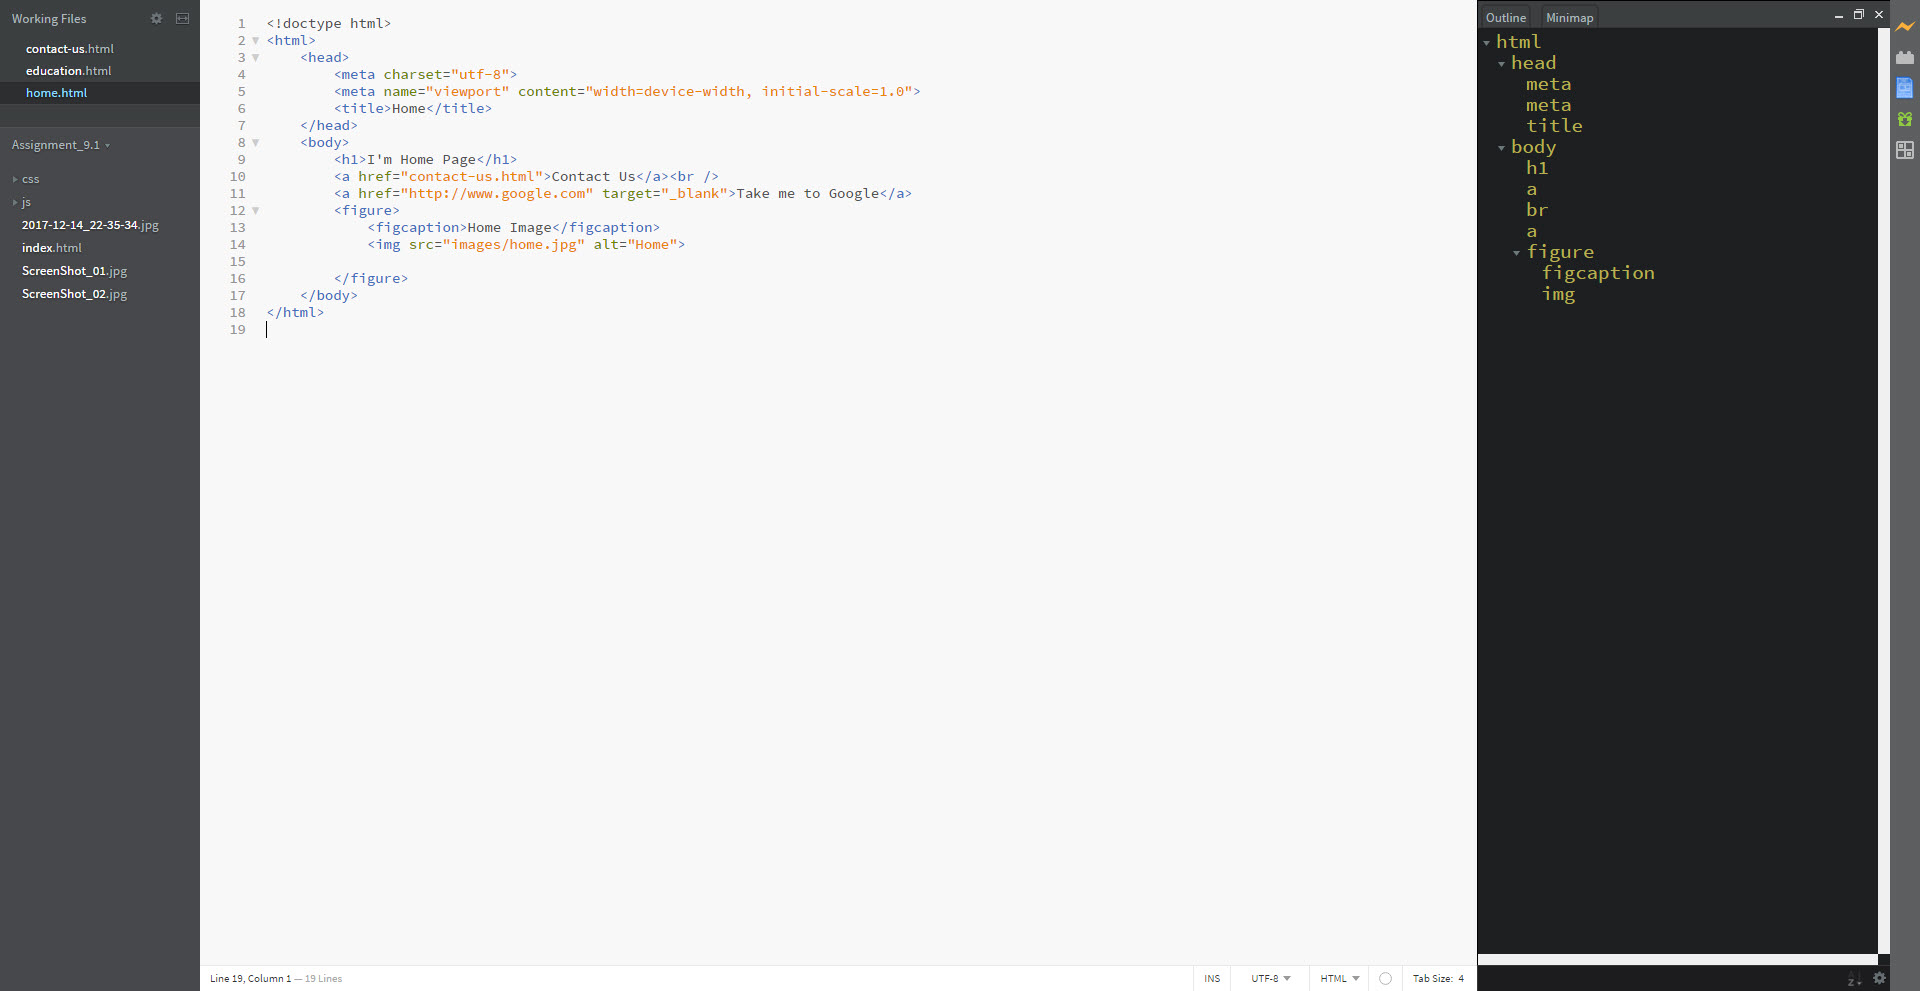 Working Files
contact-us.html
education.html
home.html
Assignment_9.1
css
js
2017-12-14_22-35-34.jpg
index.html
ScreenShot_01.jpg
ScreenShot_02.jpg
1 <!doctype html>
2 <html>
3 <head>
4 <meta charset="utf-8">
5 <meta name="viewport" content="width=device-width, initial-scale=1.0">
6 <title>Home</title>
7 </head>
8 <body>
9 <h1>I'm Home Page</h1>
10 <a href="contact-us.html">Contact Us</a><br />
11 <a href="http://www.google.com" target="_blank">Take me to Google</a>
12 <figure>
13 <figcaption>Home Image</figcaption>
14 <img src="images/home.jpg" alt="Home">
15
16 </figure>
17 </body>
18 </html>
19
Line 19, Column 1 — 19 Lines
INS UTF-8 HTML Tab Size: 4
Outline Minimap
html
head
meta
meta
title
body
h1
a
br
a
figure
figcaption
img